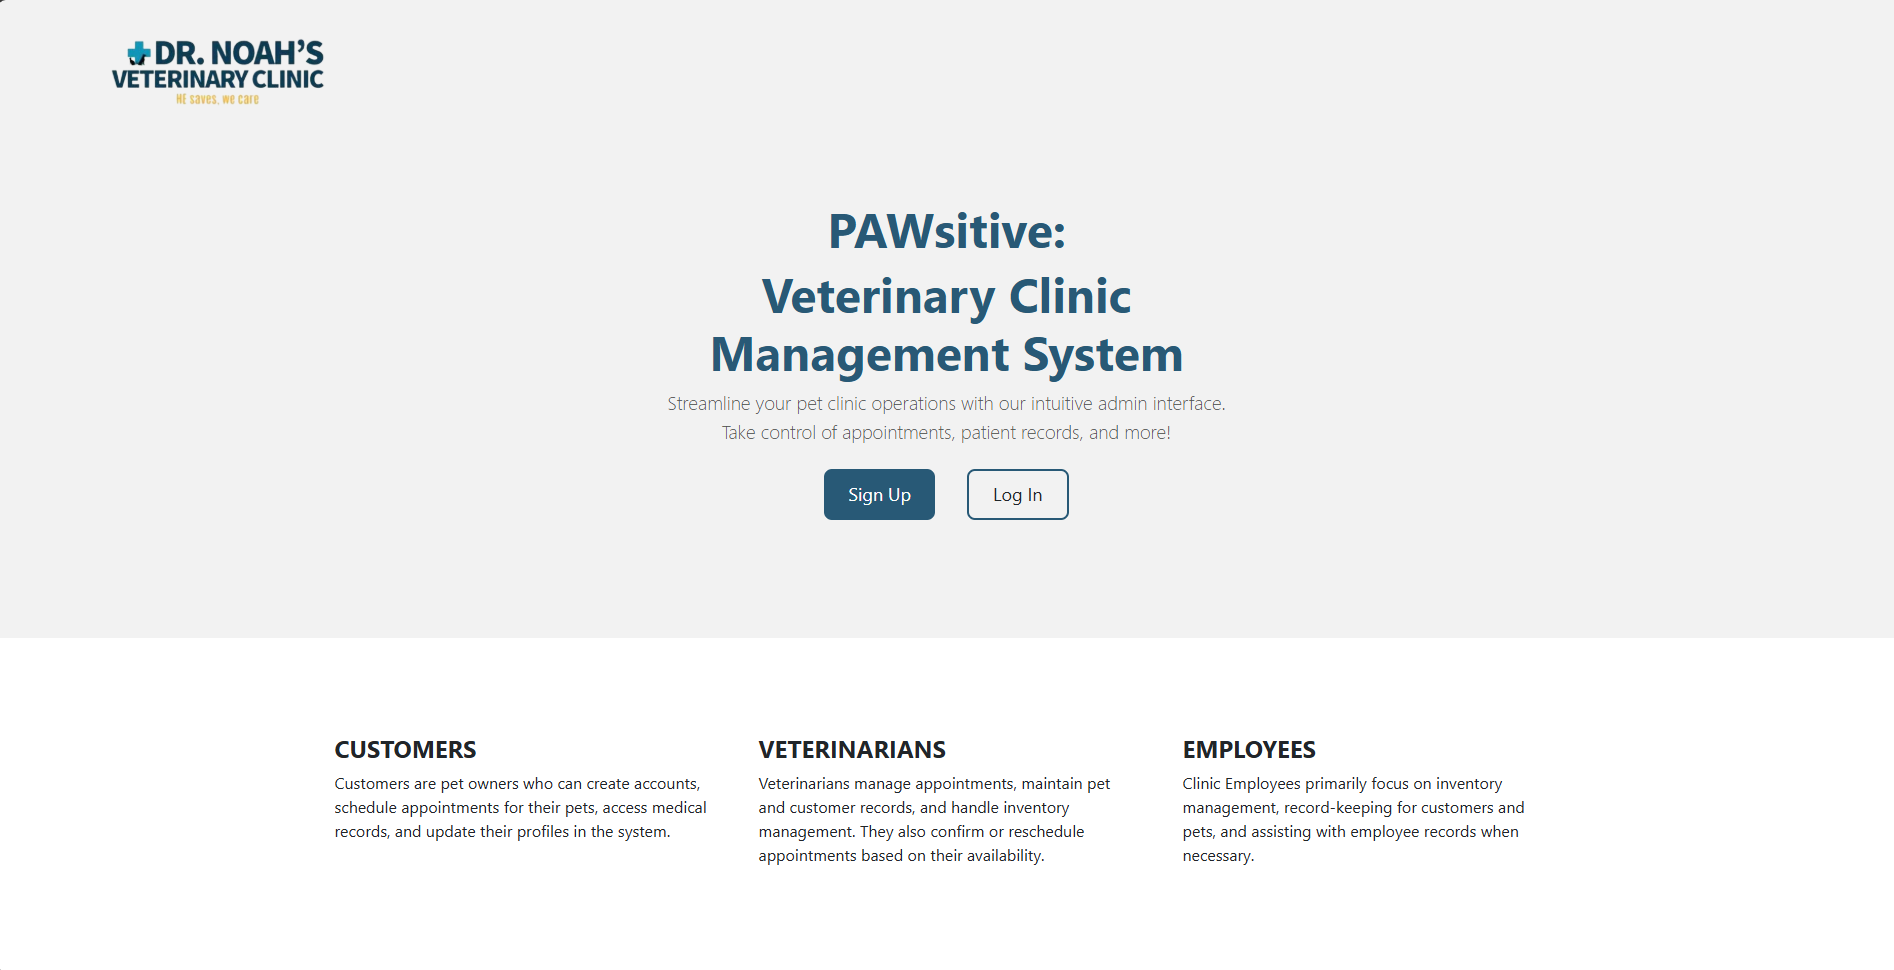 DR. NOAH'S
VETERINARY CLINIC
HE saves, we care
PAWsitive:
Veterinary Clinic
Management System
Streamline your pet clinic operations with our intuitive admin interface.
Take control of appointments, patient records, and more!
Sign Up
Log In
CUSTOMERS
Customers are pet owners who can create accounts,
schedule appointments for their pets, access medical
records, and update their profiles in the system.
VETERINARIANS
Veterinarians manage appointments, maintain pet
and customer records, and handle inventory
management. They also confirm or reschedule
appointments based on their availability.
EMPLOYEES
Clinic Employees primarily focus on inventory
management, record-keeping for customers and
pets, and assisting with employee records when
necessary.